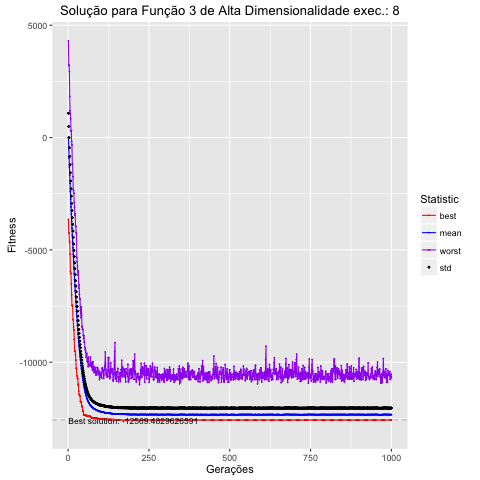 Solução para Função 3 de Alta Dimensionalidade exec.: 8
5000
0
-5000
-10000
Fitness
Best solution: -12569.4829626591
0
250
500
750
1000
Gerações
Statistic
best
mean
worst
std